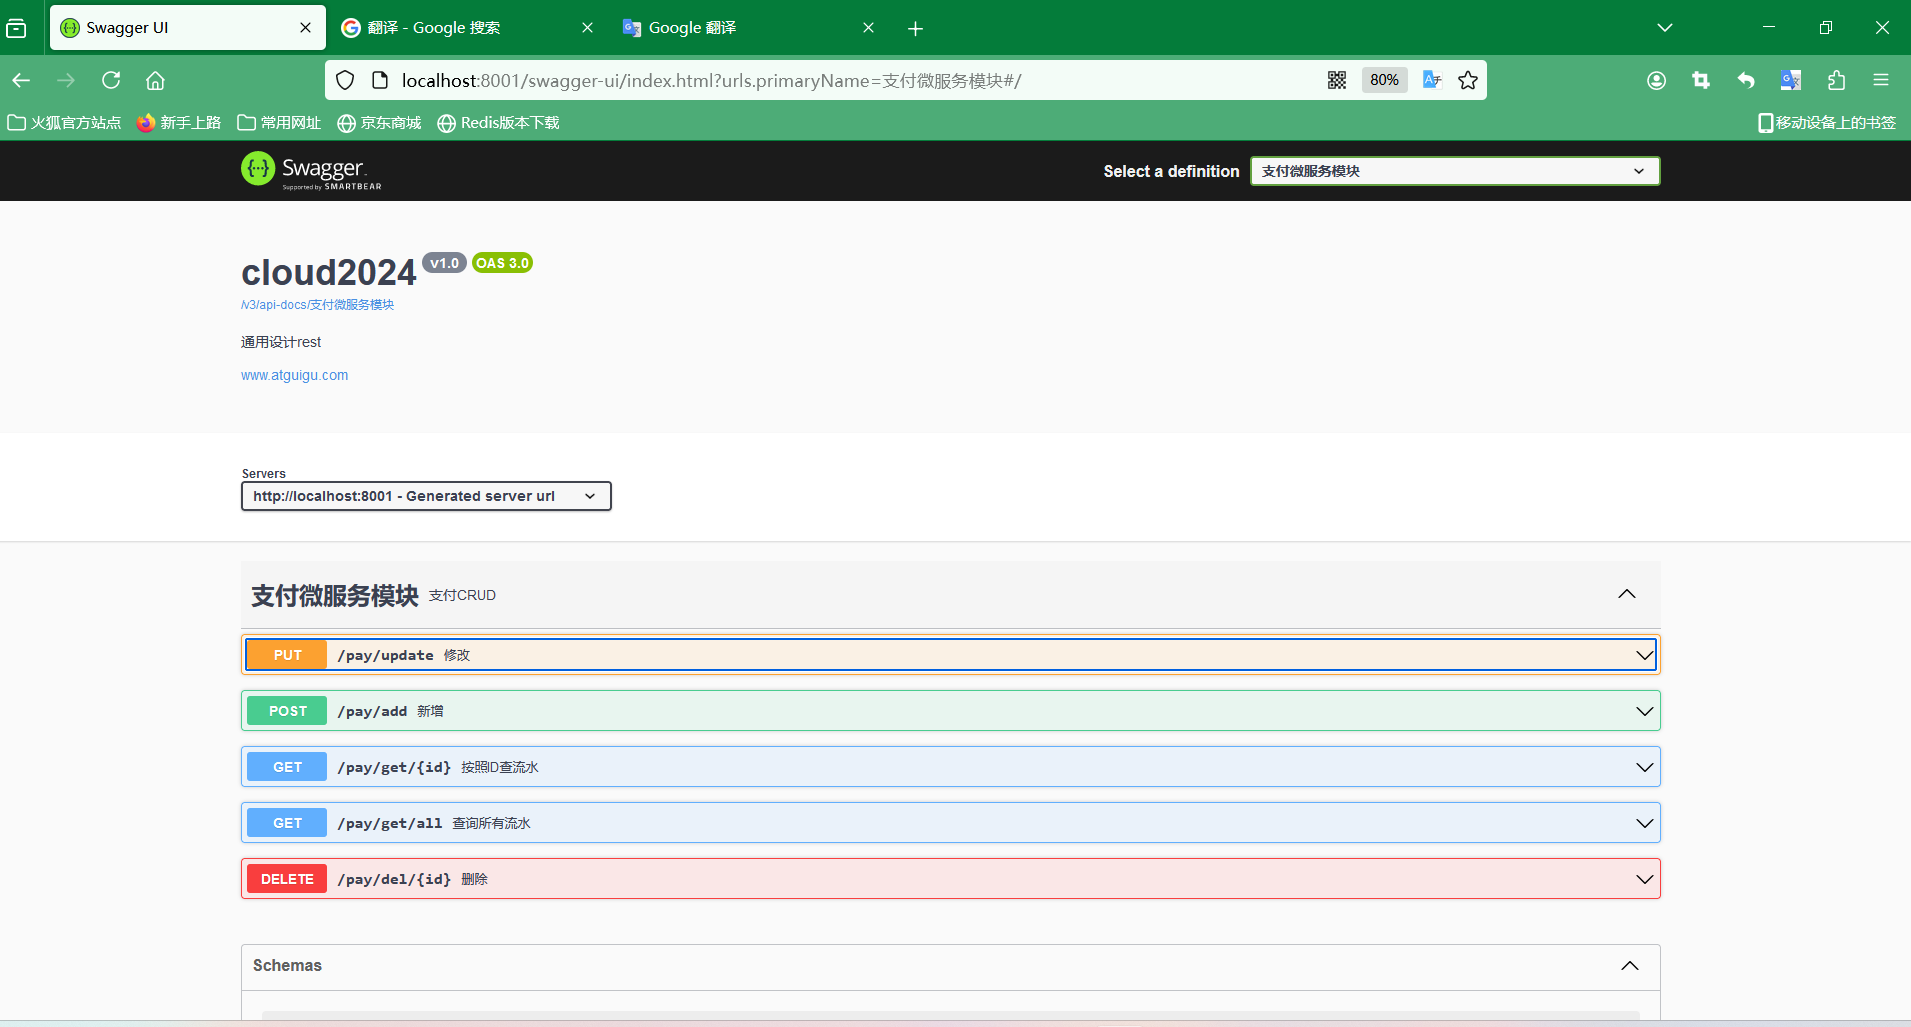 Swagger UI
翻译 - Google 搜索
Google 翻译
localhost:8001/swagger-ui/index.html?urls.primaryName=支付微服务模块#/
80%
火狐官方站点
新手上路
常用网址
京东商城
Redis版本下载
移动设备上的书签
Swagger
Supported by SMARTBEAR
Select a definition
支付微服务模块
cloud2024 v1.0 OAS 3.0
/v3/api-docs/支付微服务模块
通用设计rest
www.atguigu.com
Servers
http://localhost:8001 - Generated server url
支付微服务模块 支付CRUD
PUT /pay/update 修改
POST /pay/add 新增
GET /pay/get/{id} 按照ID查流水
GET /pay/get/all 查询所有流水
DELETE /pay/del/{id} 删除
Schemas